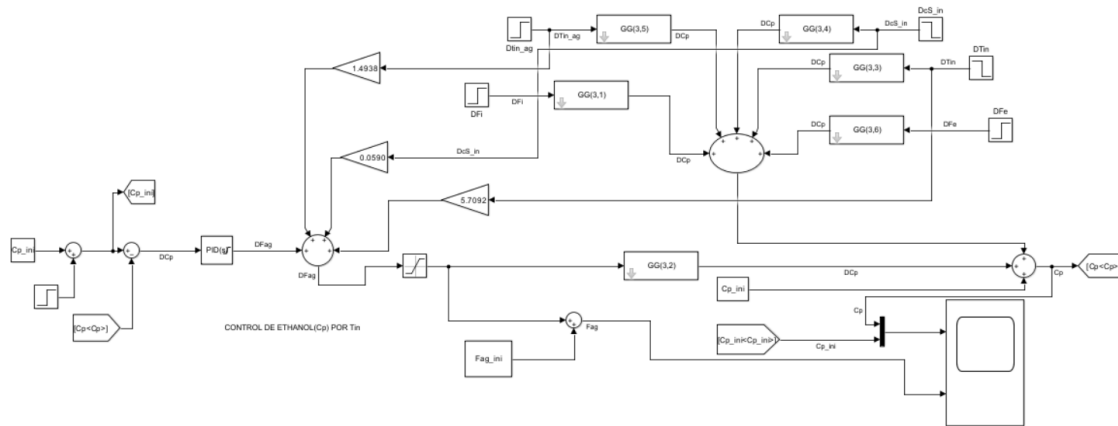 DcS_in
GG(3,5)
GG(3,4)
DcS_in
DTin_ag
DCp
DCp
Dtin_ag
DTin
1.4938
GG(3,3)
DTin
DCp
GG(3,1)
DFi
DFi
DFe
DCp
GG(3,6)
DFe
DcS_in
DCp
0.0590
[Cp_ini]
5.7092
Cp_ini
DFag
DCp
DFag
GG(3,2)
DCp
Cp
[Cp<Cp>
Cp_ini
[Cp<Cp>]
CONTROL DE ETHANOL(Cp) POR Tin
Cp
Fag
[Cp_ini<Cp_ini>]
Cp_ini
Fag_ini